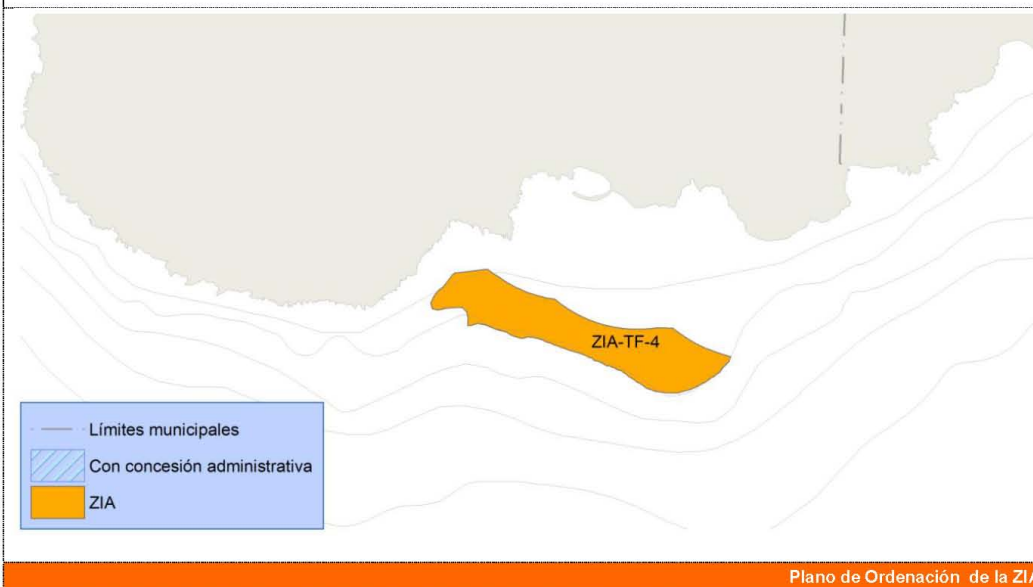 ZIA-TF-4
Límites municipales
Con concesión administrativa
ZIA
Plano de Ordenación de la ZI